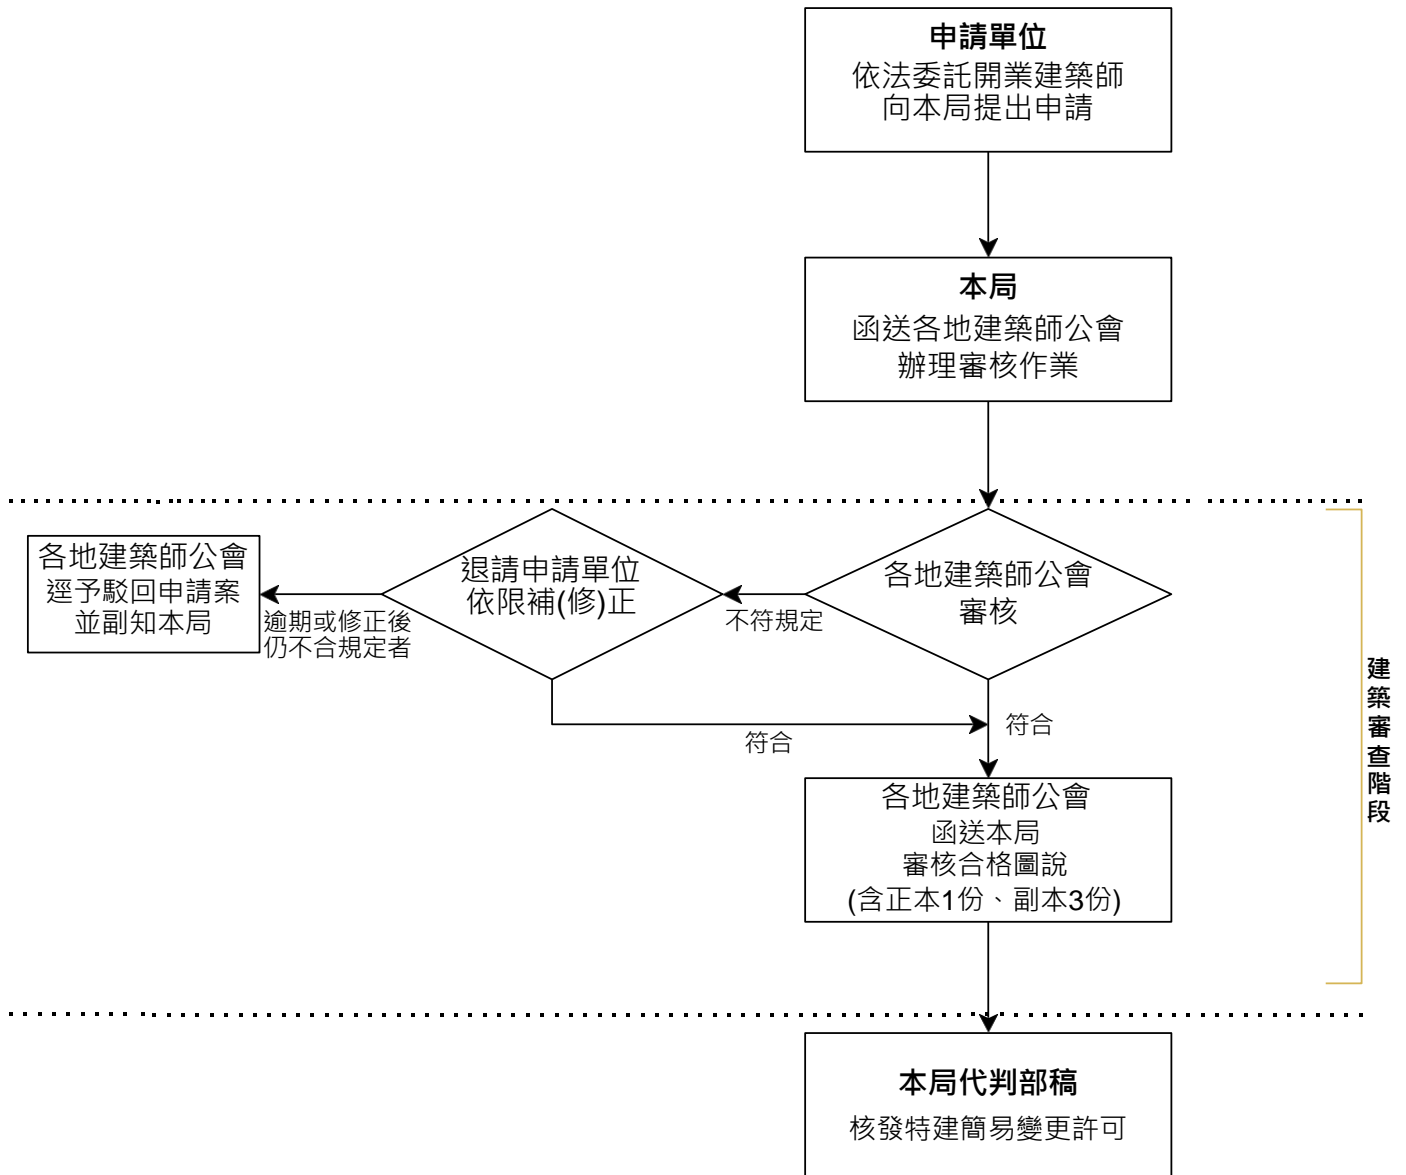 申請單位
依法委託開業建築師
向本局提出申請
本局
函送各地建築師公會
辦理審核作業
各地建築師公會
審核
不符規定
退請申請單位
依限補(修)正
逾期或修正後
仍不合規定者
各地建築師公會
逕予駁回申請案
並副知本局
符合
符合
各地建築師公會
函送本局
審核合格圖說
(含正本1份、副本3份)
建築審查階段
本局代判部稿
核發特建簡易變更許可